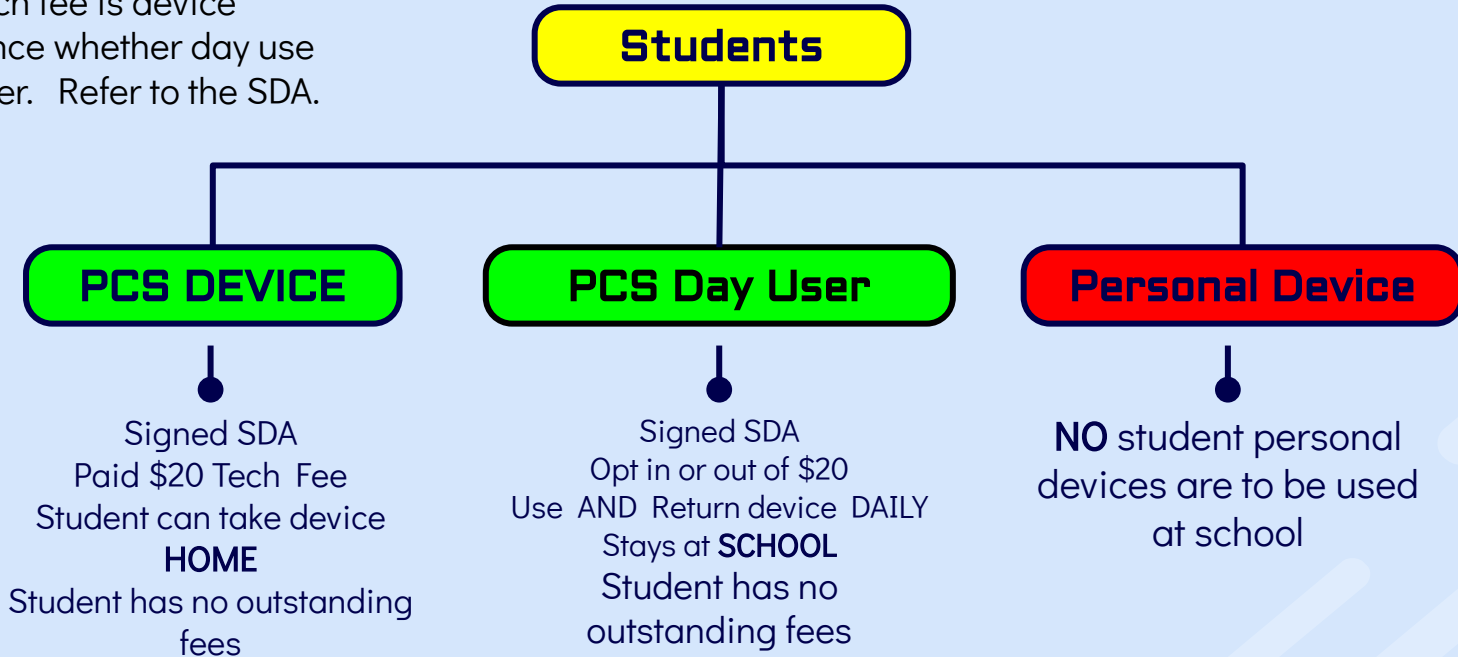 ch fee is device
nce whether day use
er. Refer to the SDA.
Students
PCS DEVICE
Signed SDA
Paid $20 Tech Fee
Student can take device
HOME
Student has no outstanding
fees
PCS Day User
Signed SDA
Opt in or out of $20
Use AND Return device DAILY
Stays at SCHOOL
Student has no
outstanding fees
Personal Device
NO student personal
devices are to be used
at school